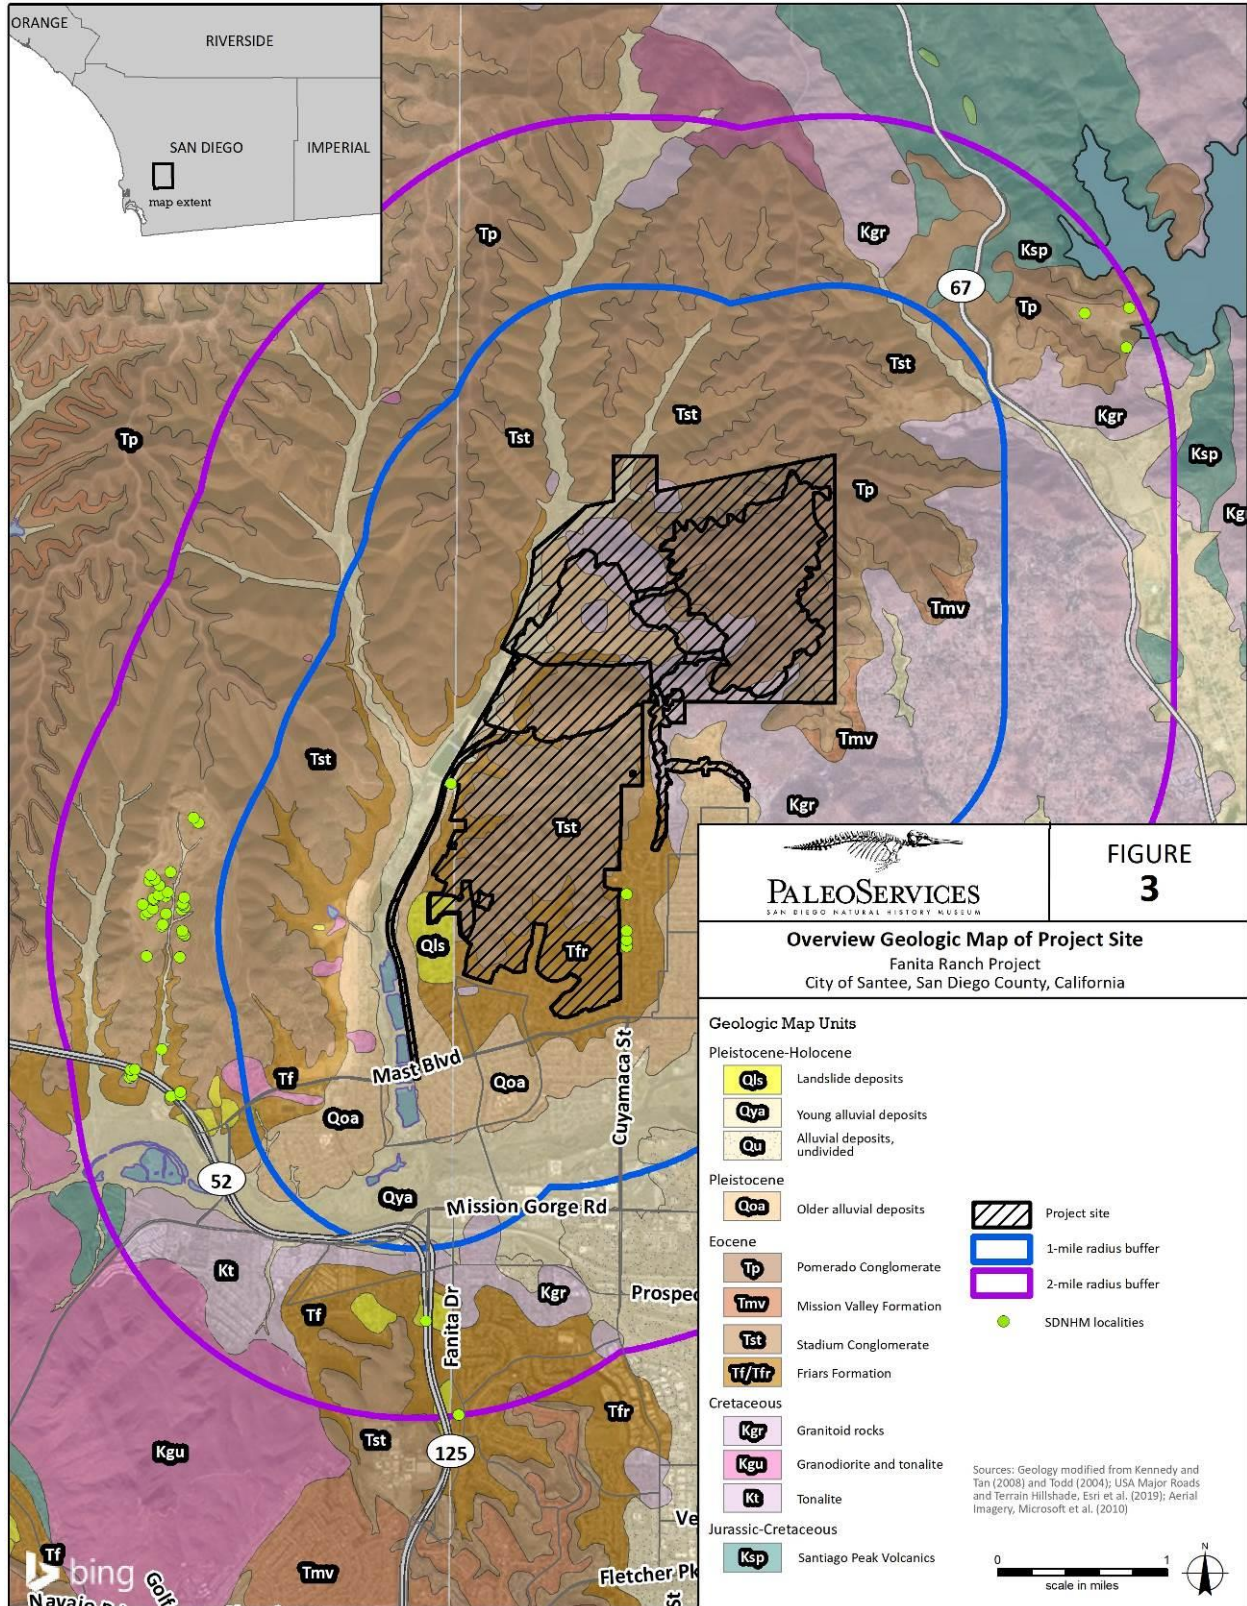 ORANGE
RIVERSIDE
SAN DIEGO
IMPERIAL
map extent
Tp
Kgr
Ksp
67
Tp
Tst
Tst
Tst
Kgr
Tp
Ksp
Tp
Kgr
Tmv
Tmv
Tst
Kgr
Tst
Qls
Tfr
Mast Blvd
Tf
Qoa
Qoa
Cuyamaca St
52
Qya
Mission Gorge Rd
Kt
Kgr
Tf
Prospec
Fanita Dr
Tfr
Tst
Kgu
125
Ve
Tf
Tmv
Fletcher Pk
St
bing
Golf
Navajo
PALEOSERVICES
SAN DIEGO NATURAL HISTORY MUSEUM
FIGURE
3
Overview Geologic Map of Project Site
Fanita Ranch Project
City of Santee, San Diego County, California
Geologic Map Units
Pleistocene-Holocene
Qls Landslide deposits
Qya Young alluvial deposits
Qu Alluvial deposits,
undivided
Pleistocene
Qoa Older alluvial deposits
Eocene
Tp Pomerado Conglomerate
Tmv Mission Valley Formation
Tst Stadium Conglomerate
Tf/Tfr Friars Formation
Cretaceous
Kgr Granitoid rocks
Kgu Granodiorite and tonalite
Kt Tonalite
Jurassic-Cretaceous
Ksp Santiago Peak Volcanics
Project site
1-mile radius buffer
2-mile radius buffer
SDNHM localities
Sources: Geology modified from Kennedy and
Tan (2008) and Todd (2004); USA Major Roads
and Terrain Hillshade, Esri et al. (2019); Aerial
Imagery, Microsoft et al. (2010)
0 1
scale in miles
N